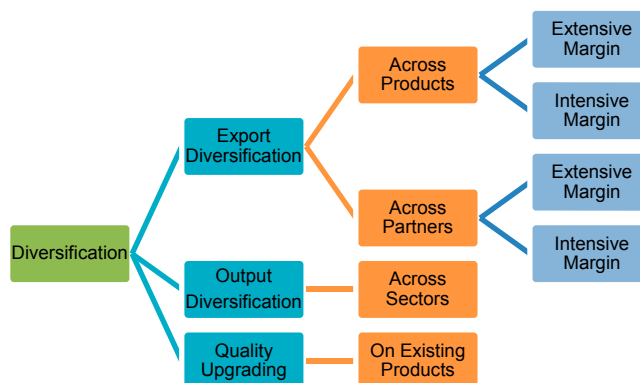 Diversification
Export
Diversification
Across
Products
Extensive
Margin
Intensive
Margin
Across
Partners
Extensive
Margin
Intensive
Margin
Output
Diversification
Across
Sectors
Quality
Upgrading
On Existing
Products